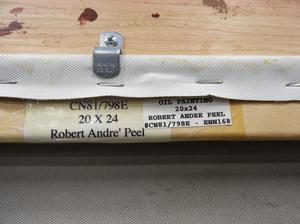 CN81/798E
20 X 24
Robert Andre' Peel
OIL PAINTING
20x24
ROBERT ANDRE PEEL
#CN81/798E - ENN168